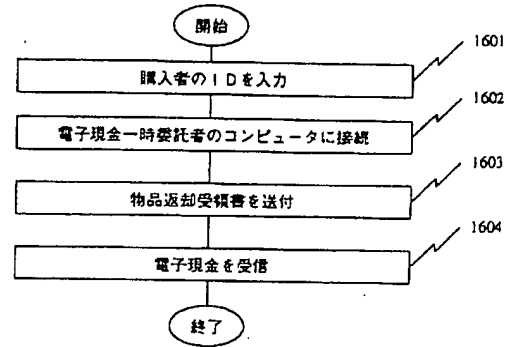 開始
1601
購入者のIDを入力
1602
電子現金一時委託者のコンピュータに接続
1603
物品返却受領書を送付
1604
電子現金を受信
終了